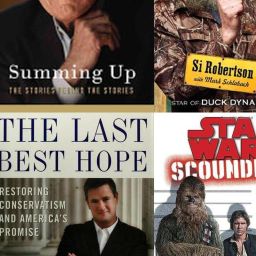 Summing Up
THE STORIES BEHIND THE STORIES
Si Robertson
with Mark Schlabach
STAR OF DUCK DYNA
THE LAST
BEST HOPE
RESTORING
CONSERVATISM
AND AMERICA'S
PROMISE
STA
WAR
SCOUND